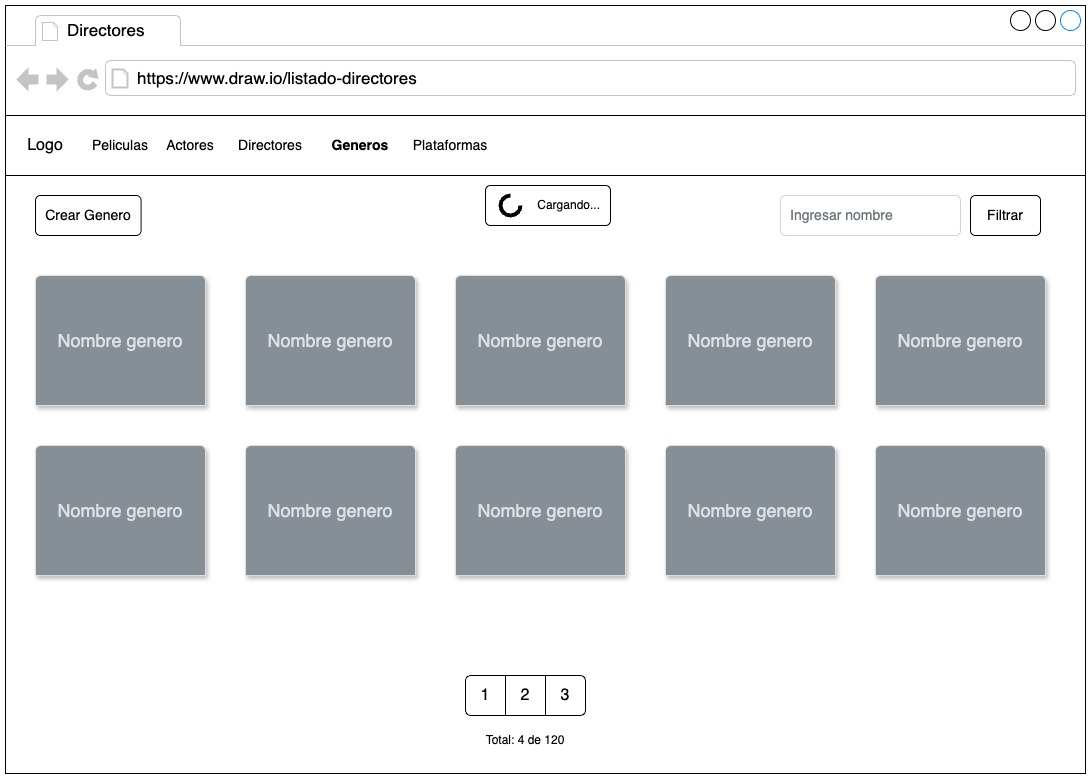 Directores
https://www.draw.io/listado-directores
Logo Peliculas Actores Directores Generos Plataformas
Crear Genero Cargando... Ingresar nombre Filtrar
Nombre genero Nombre genero Nombre genero Nombre genero Nombre genero
Nombre genero Nombre genero Nombre genero Nombre genero Nombre genero
1 2 3
Total: 4 de 120